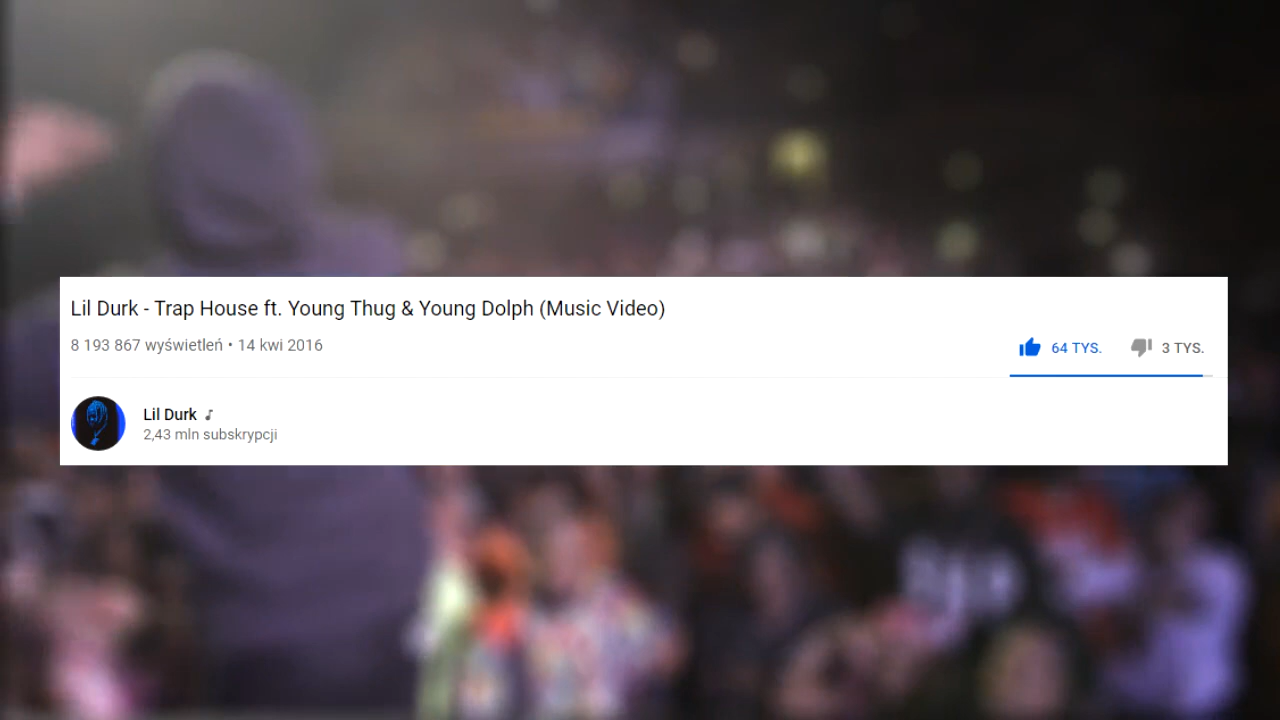 Lil Durk - Trap House ft. Young Thug & Young Dolph (Music Video)
8 193 867 wyświetleń • 14 kwi 2016
64 TYS. 3 TYS.
Lil Durk
2,43 mln subskrypcji